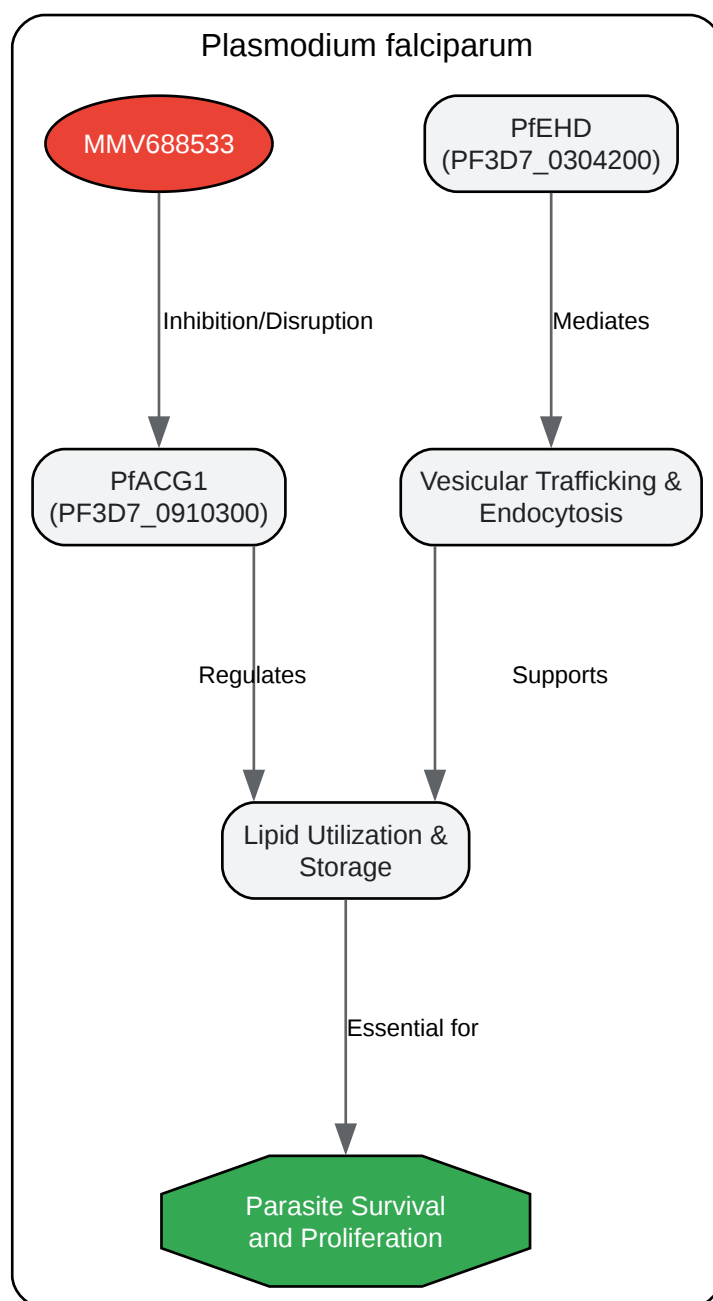 Plasmodium falciparum
MMV688533
PfEHD
(PF3D7_0304200)
Inhibition/Disruption
Mediates
PfACG1
(PF3D7_0910300)
Vesicular Trafficking &
Endocytosis
Regulates
Supports
Lipid Utilization &
Storage
Essential for
Parasite Survival
and Proliferation